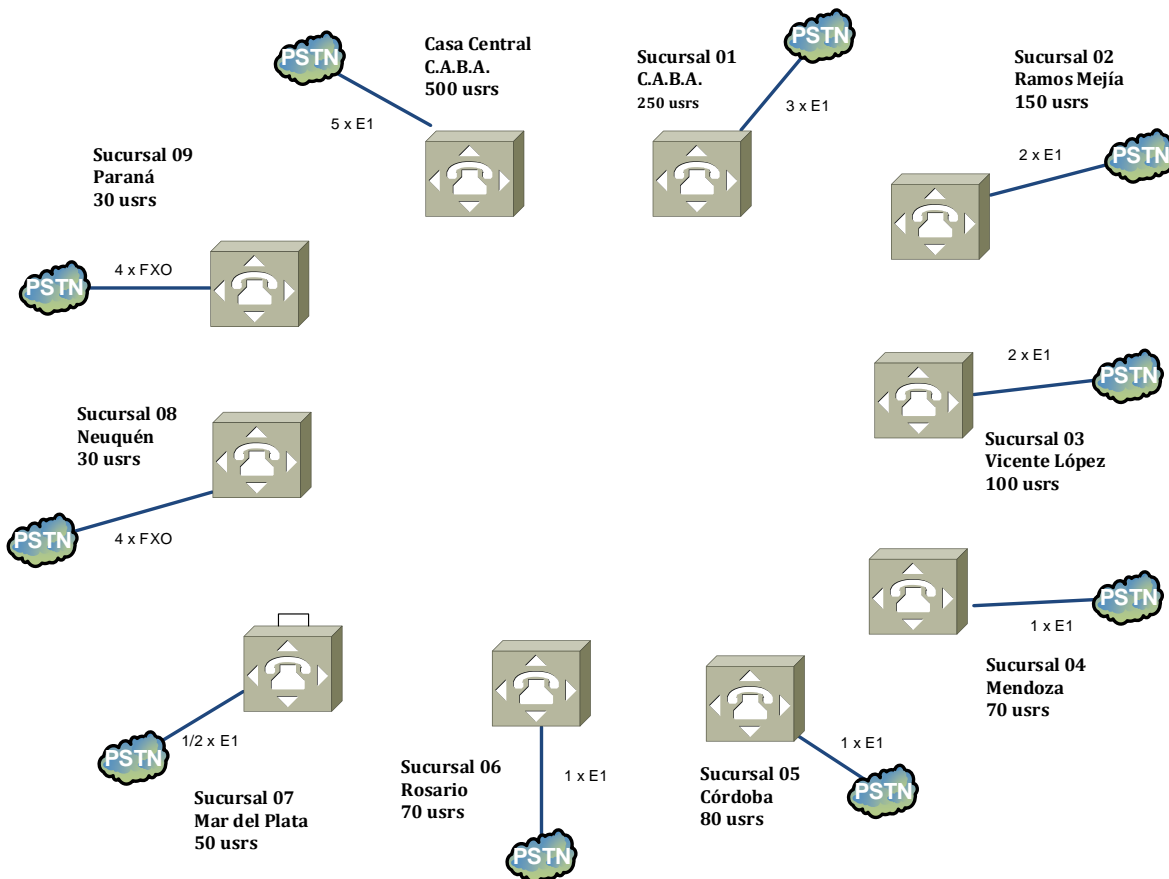 PSTN
5 x E1
Casa Central
C.A.B.A.
500 usrs
Sucursal 01
C.A.B.A.
250 usrs
PSTN
3 x E1
Sucursal 02
Ramos Mejía
150 usrs
2 x E1
PSTN
Sucursal 09
Paraná
30 usrs
PSTN
4 x FXO
2 x E1
PSTN
Sucursal 03
Vicente López
100 usrs
Sucursal 08
Neuquén
30 usrs
PSTN
4 x FXO
PSTN
1 x E1
Sucursal 04
Mendoza
70 usrs
PSTN
1/2 x E1
Sucursal 07
Mar del Plata
50 usrs
Sucursal 06
Rosario
70 usrs
1 x E1
PSTN
Sucursal 05
Córdoba
80 usrs
1 x E1
PSTN